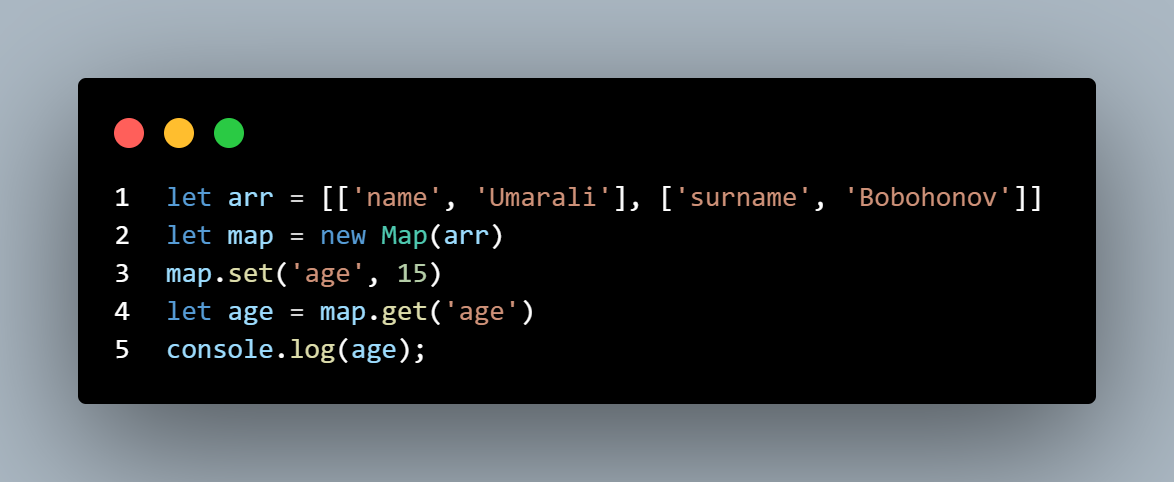 1 let arr = [['name', 'Umarali'], ['surname', 'Bobohonov']]
2 let map = new Map(arr)
3 map.set('age', 15)
4 let age = map.get('age')
5 console.log(age);